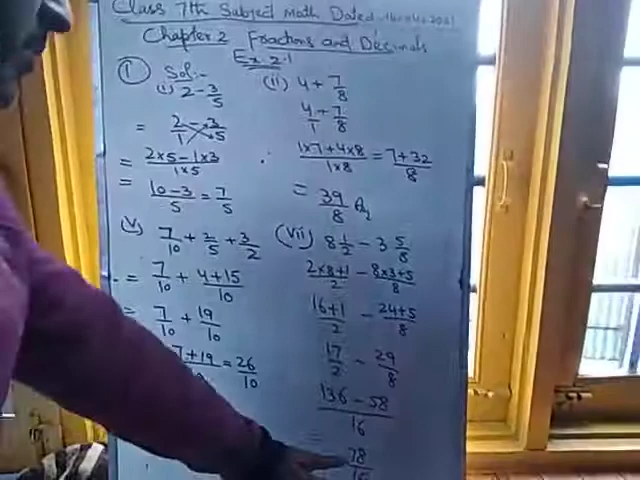 Class 7th Subject Math Dated
Chapter 2 Fractions and Decimals
Ex 2.1
① Sol:-
(i) 2 - 3/5
= 2/1 - 3/5
= 2×5-1×3/1×5
= 10-3/5 = 7/5
(ii) 4 + 7/8
4/1 + 7/8
1×7+4×8/1×8 = 7+32/8
= 39/8
(v) 7/10 + 2/5 + 3/2
= 7/10 + 4+15/10
= 7/10 + 19/10
7+19 = 26/10
(vii) 8 1/2 - 3 5/8
2×8+1/2 - 8×3+5/8
16+1/2 - 24+5/8
17/2 - 29/8
136-58/16
78/16